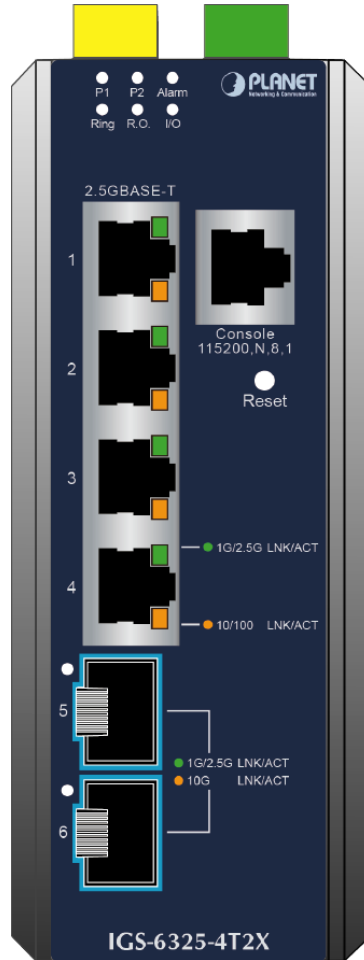 PLANET
Networking & Communication
P1 P2 Alarm
Ring R.O. I/O
2.5GBASE-T
1
Console
115200,N,8,1
2
Reset
3
1G/2.5G LNK/ACT
4
10/100 LNK/ACT
5
1G/2.5G LNK/ACT
10G LNK/ACT
6
IGS-6325-4T2X